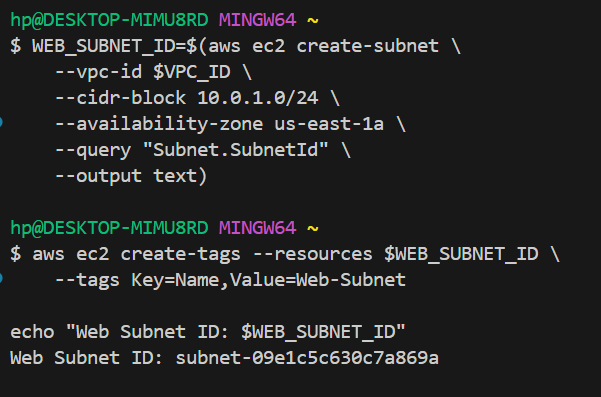 hp@DESKTOP-MIMU8RD MINGW64 ~
$ WEB_SUBNET_ID=$(aws ec2 create-subnet \
    --vpc-id $VPC_ID \
    --cidr-block 10.0.1.0/24 \
    --availability-zone us-east-1a \
    --query "Subnet.SubnetId" \
    --output text)

hp@DESKTOP-MIMU8RD MINGW64 ~
$ aws ec2 create-tags --resources $WEB_SUBNET_ID \
    --tags Key=Name,Value=Web-Subnet

echo "Web Subnet ID: $WEB_SUBNET_ID"
Web Subnet ID: subnet-09e1c5c630c7a869a